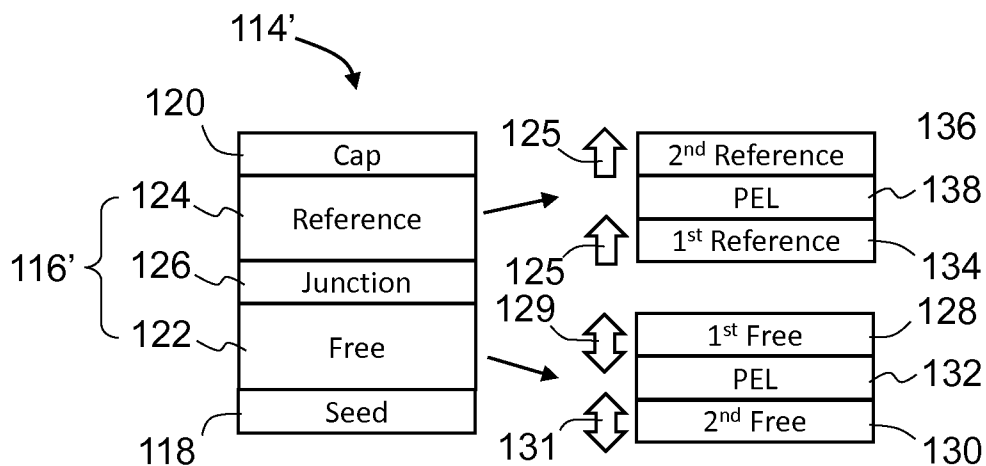 114’
120
Cap
124
Reference
116’
126
Junction
122
Free
118
Seed
125
2nd Reference
136
PEL
138
125
1st Reference
134
129
1st Free
128
PEL
132
131
2nd Free
130